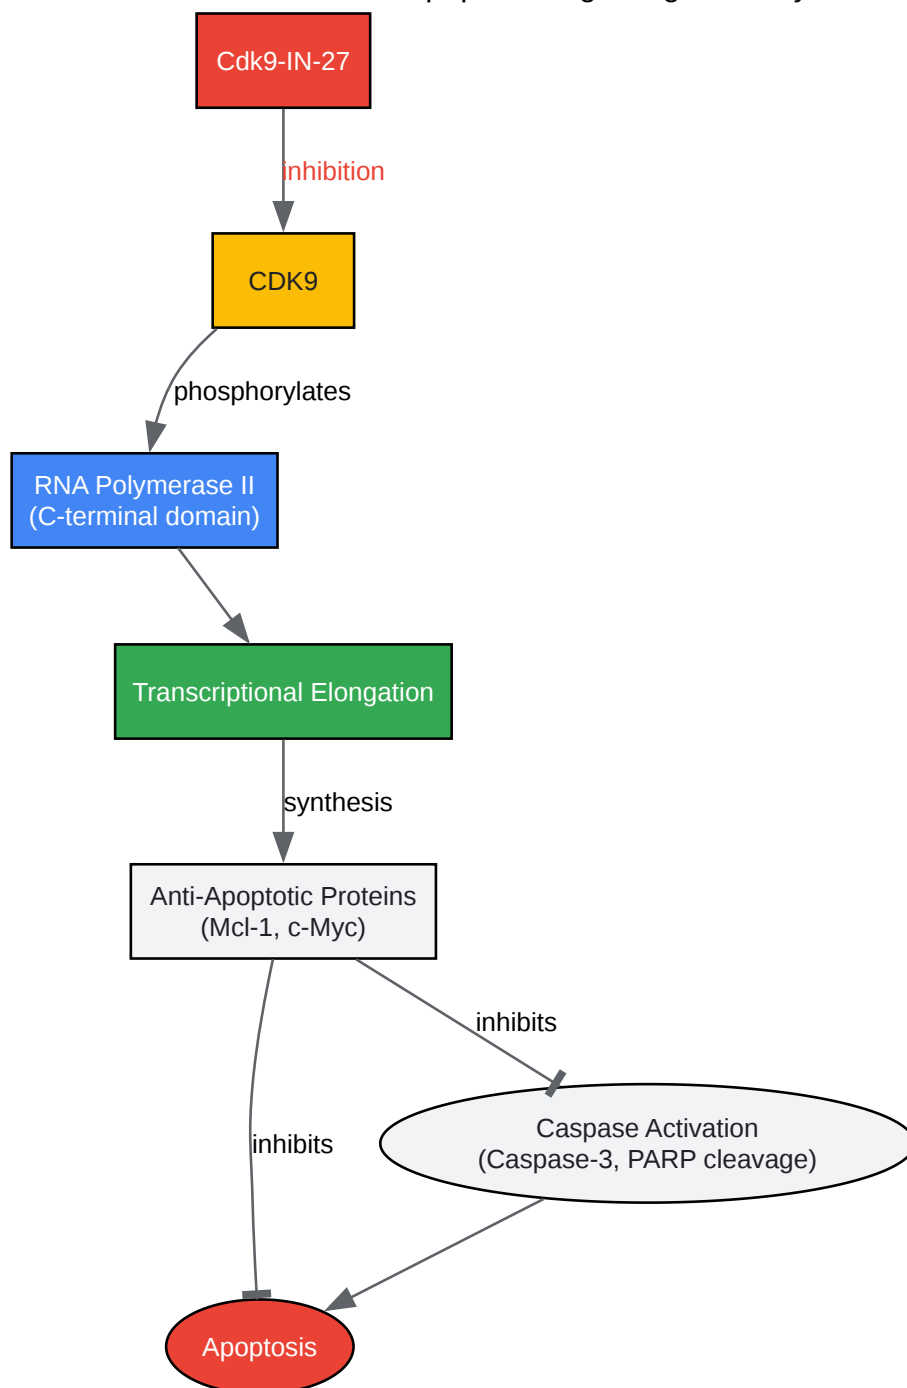 Cdk9-IN-27
inhibition
CDK9
phosphorylates
RNA Polymerase II
(C-terminal domain)
Transcriptional Elongation
synthesis
Anti-Apoptotic Proteins
(Mcl-1, c-Myc)
inhibits
inhibits
Caspase Activation
(Caspase-3, PARP cleavage)
Apoptosis